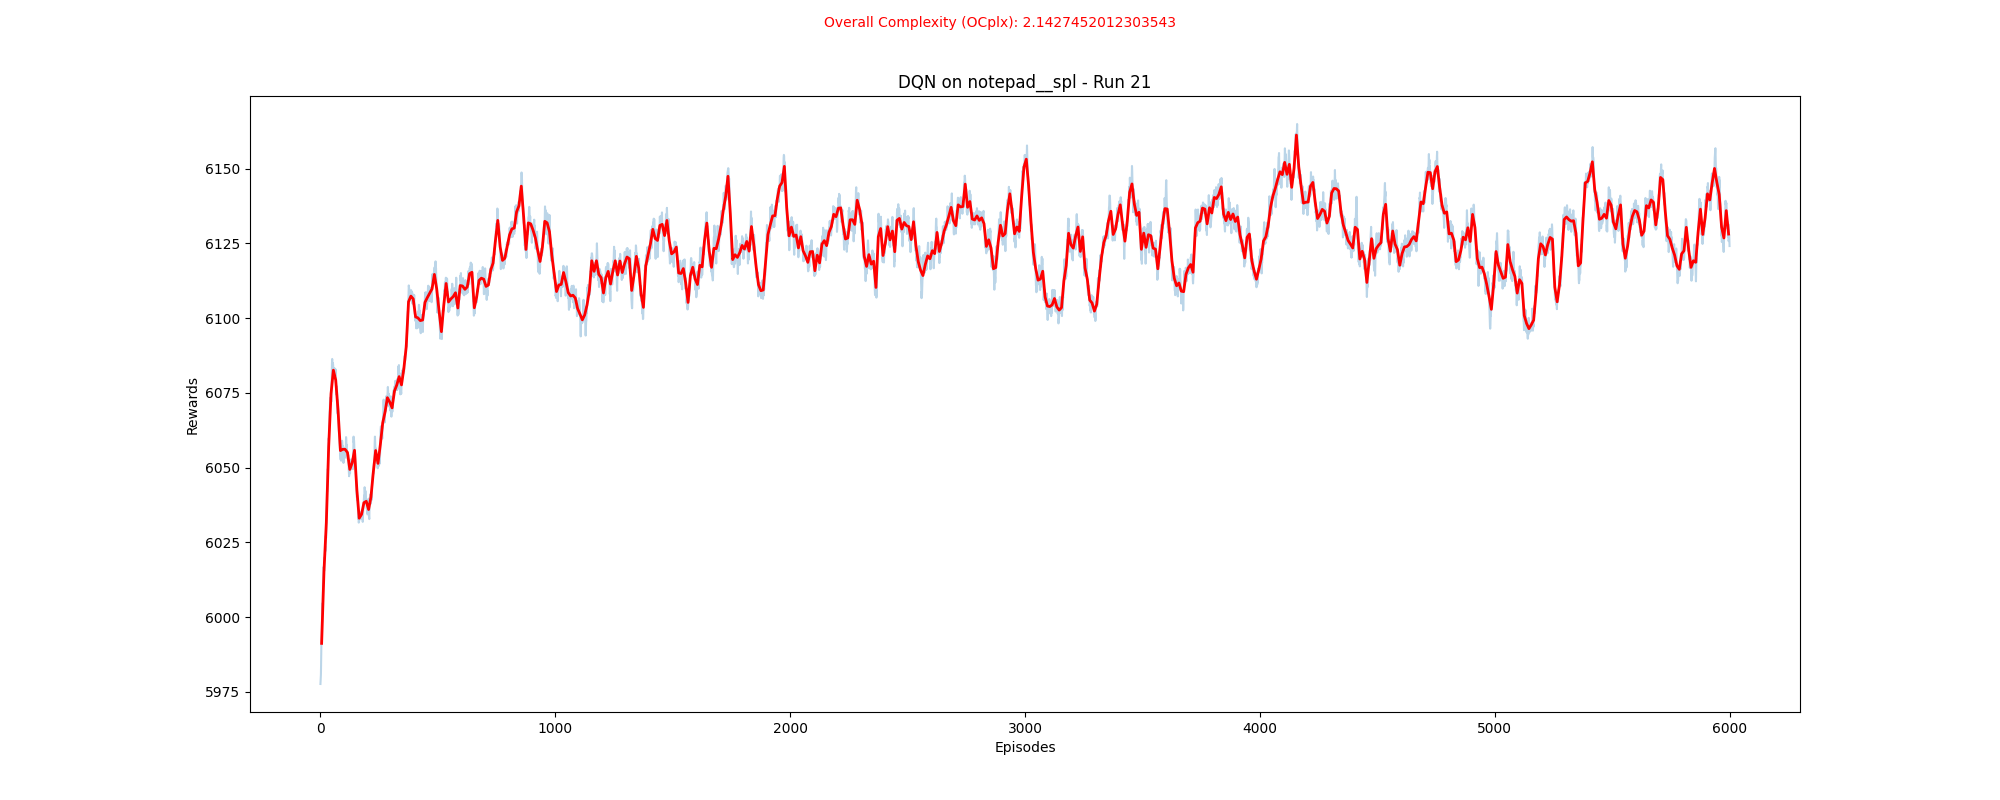 Overall Complexity (OCplx): 2.1427452012303543
DQN on notepad__spl - Run 21
6150
6125
6100
6075
6050
6025
6000
5975
Rewards
0 1000 2000 3000 4000 5000 6000
Episodes